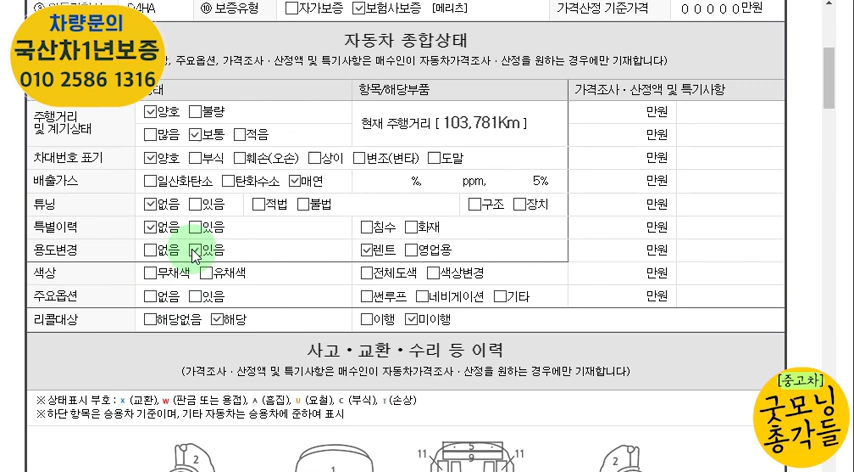 ⑩ 보증유형 □자가보증 ☑보험사보증 [메리츠] 가격산정 기준가격 0 0 0 0 0 만원
차량문의
국산차1년보증
010 2586 1316
자동차 종합상태
주요옵션, 가격조사 · 산정액 및 특기사항은 매수인이 자동차가격조사 · 산정을 원하는 경우에만 기재합니다)
항목/해당부품 가격조사 · 산정액 및 특기사항
주행거리 및 계기상태 ☑양호 □불량 현재 주행거리 [ 103,781Km ] 만원
□많음 ☑보통 □적음 만원
차대번호 표기 ☑양호 □부식 □훼손(오손) □상이 □변조(변타) □도말 만원
배출가스 □일산화탄소 □탄화수소 ☑매연 %, ppm, 5% 만원
튜닝 ☑없음 □있음 □적법 □불법 □구조 □장치 만원
특별이력 ☑없음 □있음 □침수 □화재 만원
용도변경 □없음 ☑있음 ☑렌트 □영업용 만원
색상 □무채색 □유채색 □전체도색 □색상변경 만원
주요옵션 □없음 □있음 □썬루프 □네비게이션 □기타 만원
리콜대상 □해당없음 ☑해당 □이행 ☑미이행
사고 · 교환 · 수리 등 이력
(가격조사 · 산정액 및 특기사항은 매수인이 자동차가격조사 · 산정을 원하는 경우에만 기재합니다)
※ 상태표시 부호 : X (교환), W (판금 또는 용접), A (흠집), U (요철), C (부식), T (손상)
※ 하단 항목은 승용차 기준이며, 기타 자동차는 승용차에 준하여 표시
[중고차]
굿모닝
총각들
2 1 11 5 9 11 2